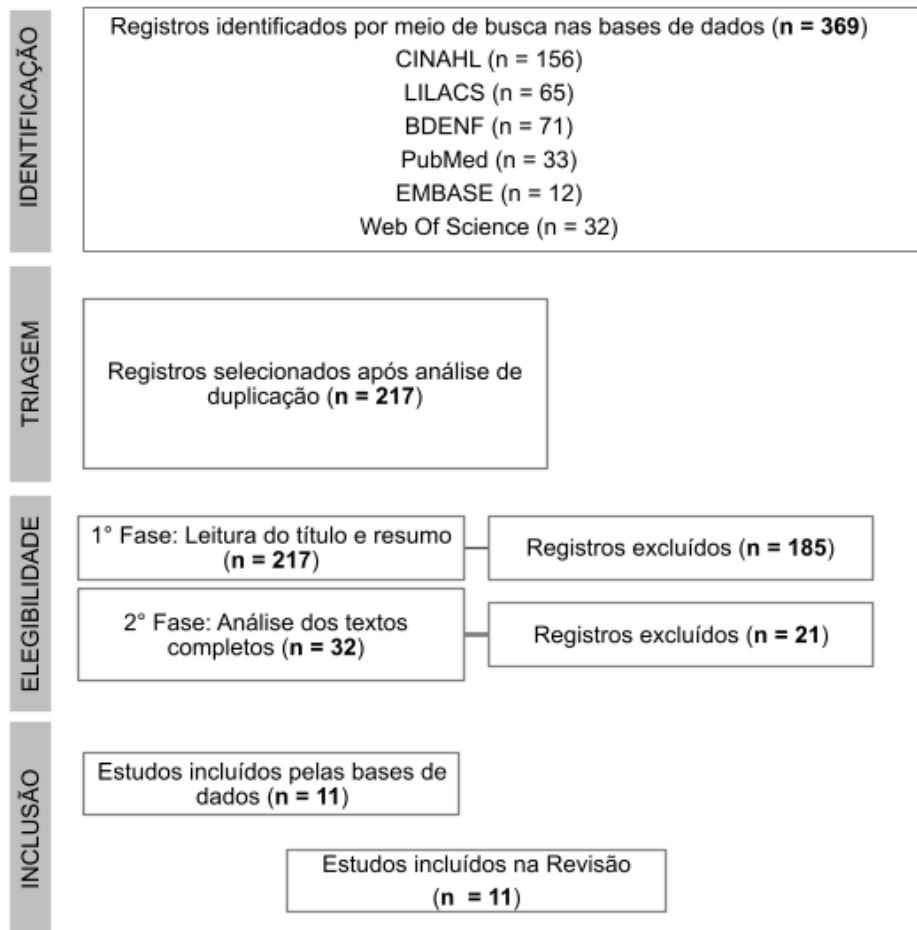 IDENTIFICAÇÃO
Registros identificados por meio de busca nas bases de dados (n = 369)
CINAHL (n = 156)
LILACS (n = 65)
BDENF (n = 71)
PubMed (n = 33)
EMBASE (n = 12)
Web Of Science (n = 32)
TRIAGEM
Registros selecionados após análise de
duplicação (n = 217)
ELEGIBILIDADE
1° Fase: Leitura do título e resumo
(n = 217)
Registros excluídos (n = 185)
2° Fase: Análise dos textos
completos (n = 32)
Registros excluídos (n = 21)
INCLUSÃO
Estudos incluídos pelas bases de
dados (n = 11)
Estudos incluídos na Revisão
(n = 11)